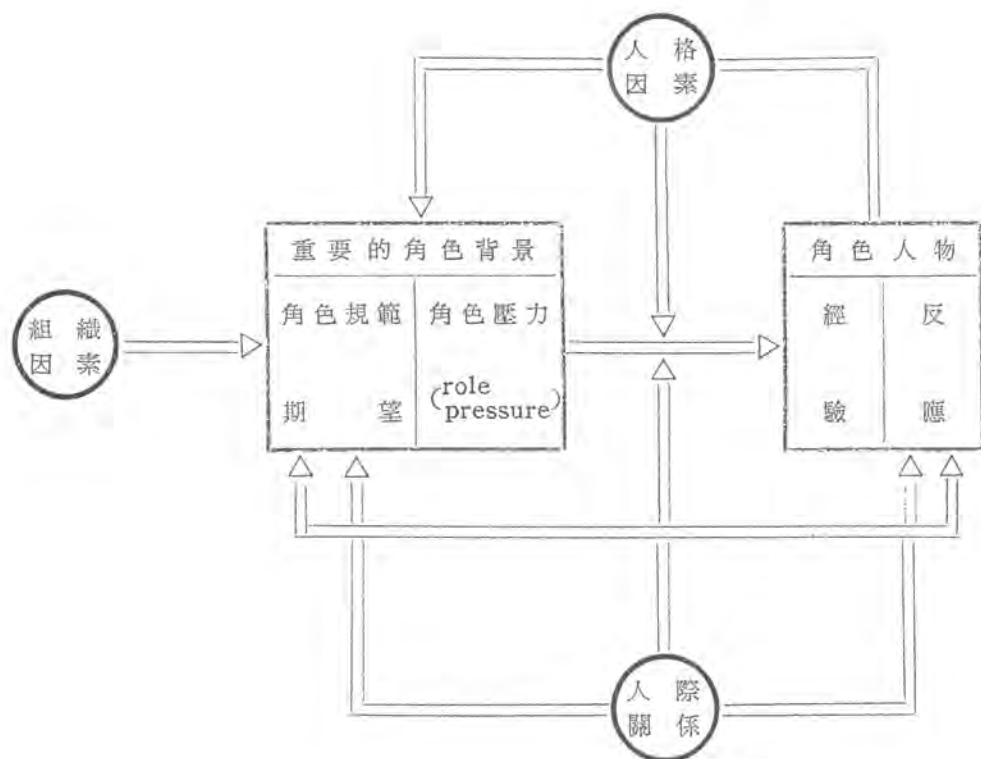 人格
因素
重要的角色背景
角色人物
組織
因素
角色規範
期望
角色壓力
(role pressure)
經驗
反應
人際
關係